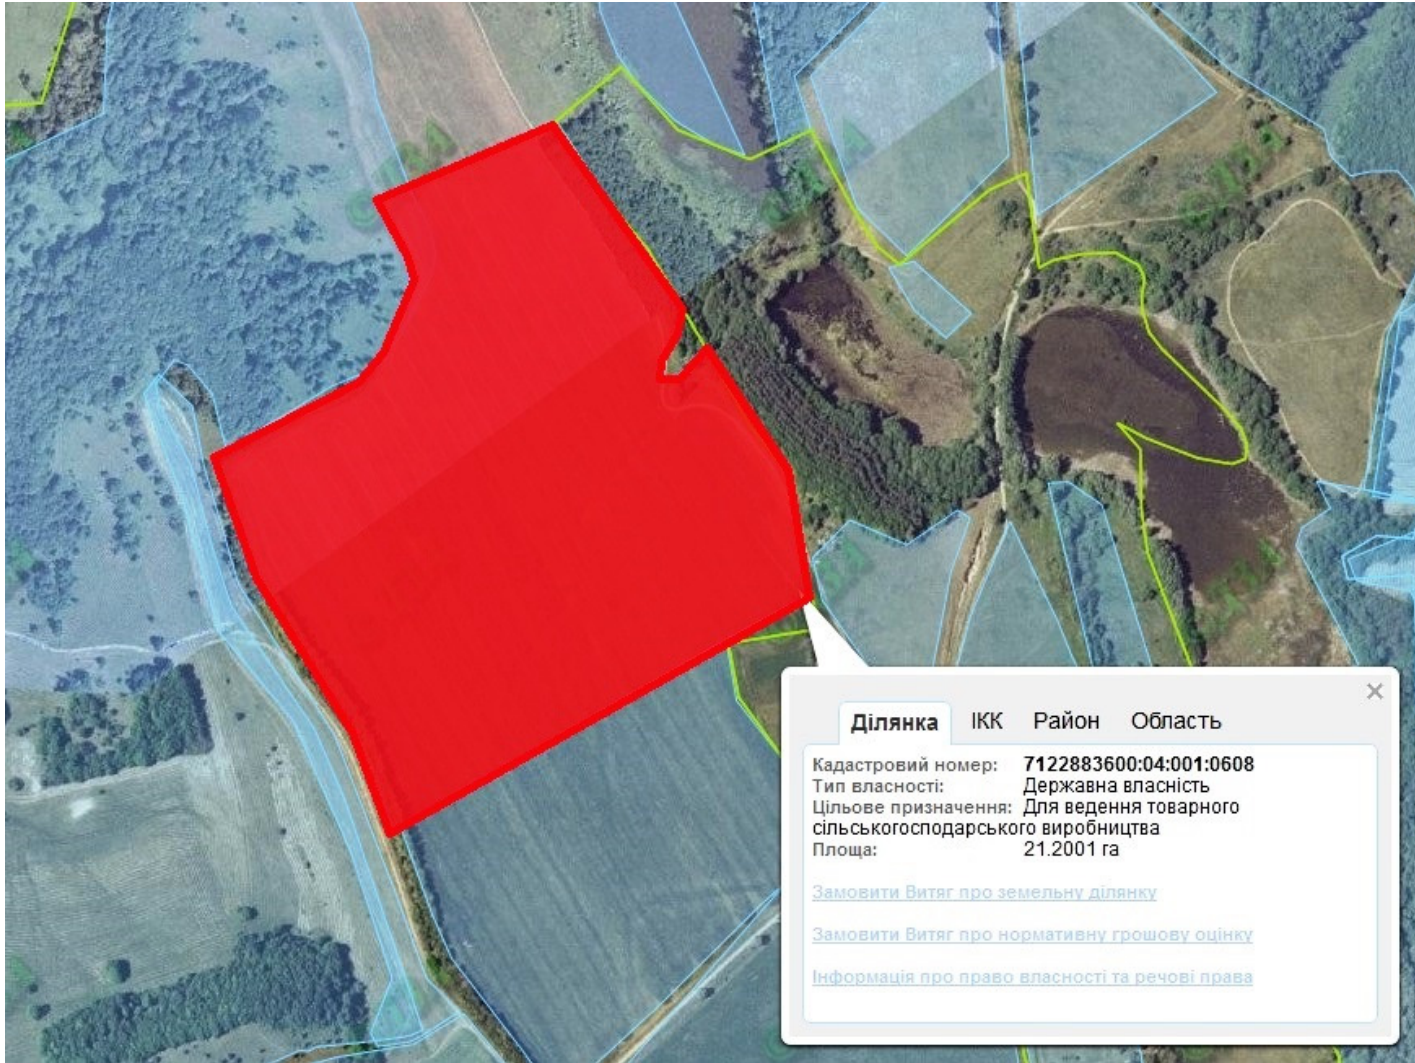 Ділянка ІКК Район Область
Кадастровий номер: 7122883600:04:001:0608
Тип власності: Державна власність
Цільове призначення: Для ведення товарного
сільськогосподарського виробництва
Площа: 21.2001 га
Замовити Витяг про земельну ділянку
Замовити Витяг про нормативну грошову оцінку
Інформація про право власності та речові права